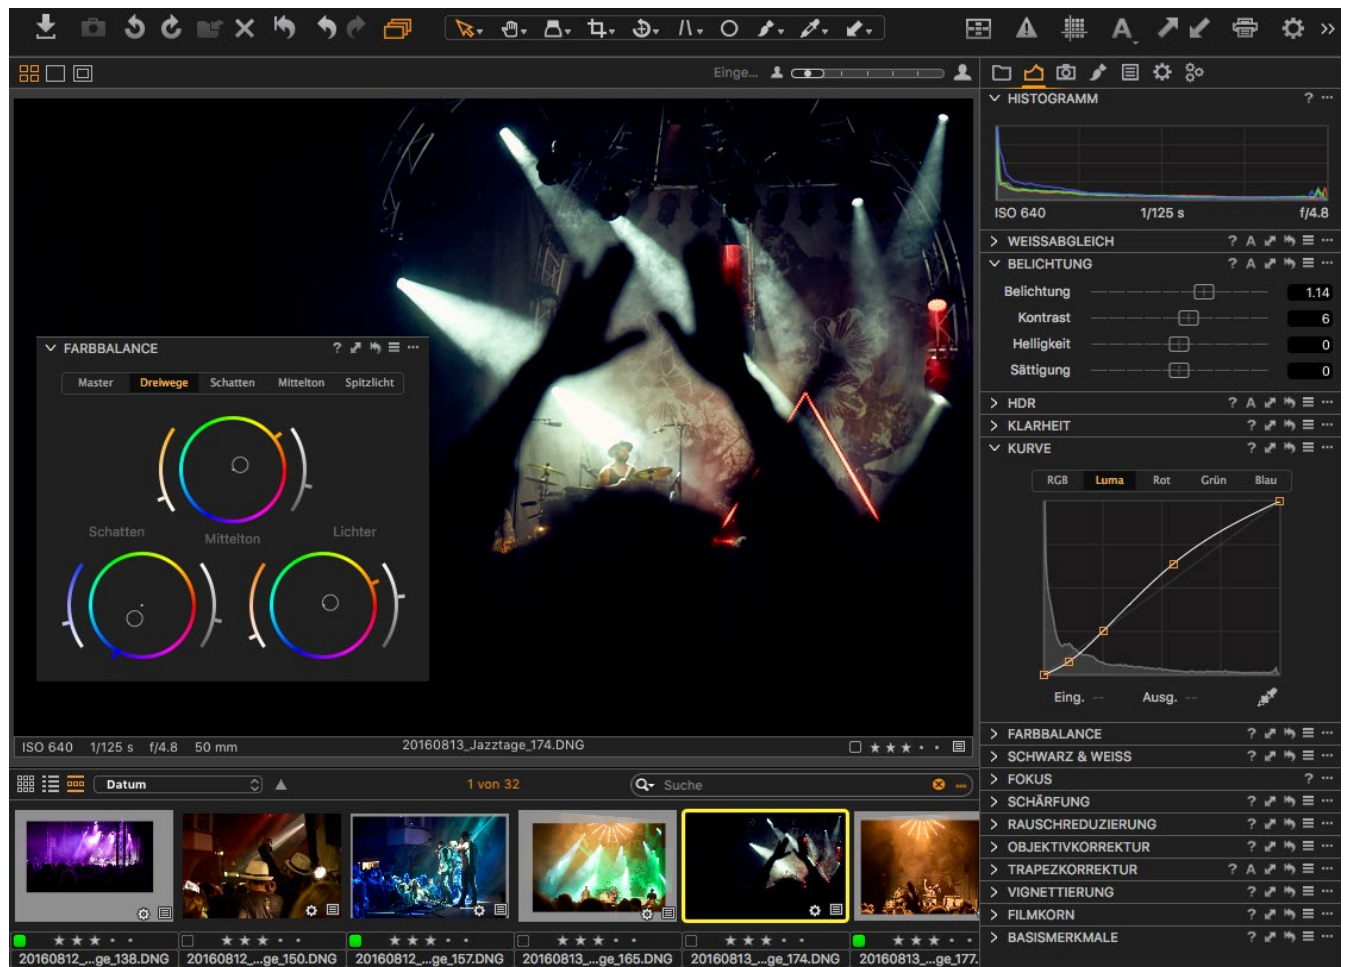 Einge...
HISTOGRAMM
ISO 640 1/125 s f/4.8
WEISSABGLEICH
BELICHTUNG
Belichtung 1.14
Kontrast 6
Helligkeit 0
Sättigung 0
HDR
KLARHEIT
KURVE
RGB Luma Rot Grün Blau
Eing. -- Ausg. --
FARBBALANCE
SCHWARZ & WEISS
FOKUS
SCHÄRFUNG
RAUSCHREDUZIERUNG
OBJEKTIVKORREKTUR
TRAPEZKORREKTUR
VIGNETTIERUNG
FILMKORN
BASISMERKMALE
FARBBALANCE
Master Dreiwege Schatten Mittelton Spitzlicht
Schatten Mittelton Lichter
ISO 640 1/125 s f/4.8 50 mm 20160813_Jazztage_174.DNG
Datum 1 von 32 Suche
20160812_...ge_138.DNG 20160812_...ge_150.DNG 20160812_...ge_157.DNG 20160813_...ge_165.DNG 20160813_...ge_174.DNG 20160813_...ge_177.